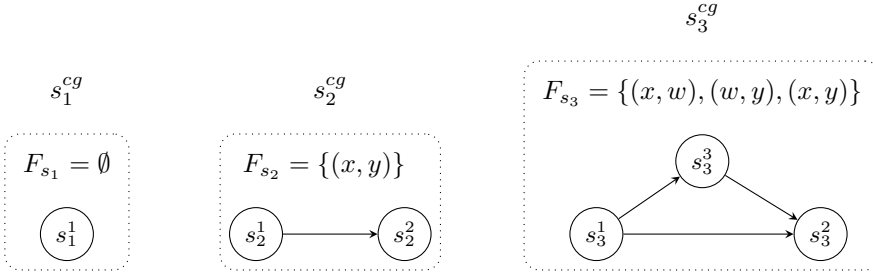 s_1^{cg}
F_{s_1} = ∅
s_1^1
s_2^{cg}
F_{s_2} = {(x, y)}
s_2^1
s_2^2
s_3^{cg}
F_{s_3} = {(x, w), (w, y), (x, y)}
s_3^3
s_3^1
s_3^2